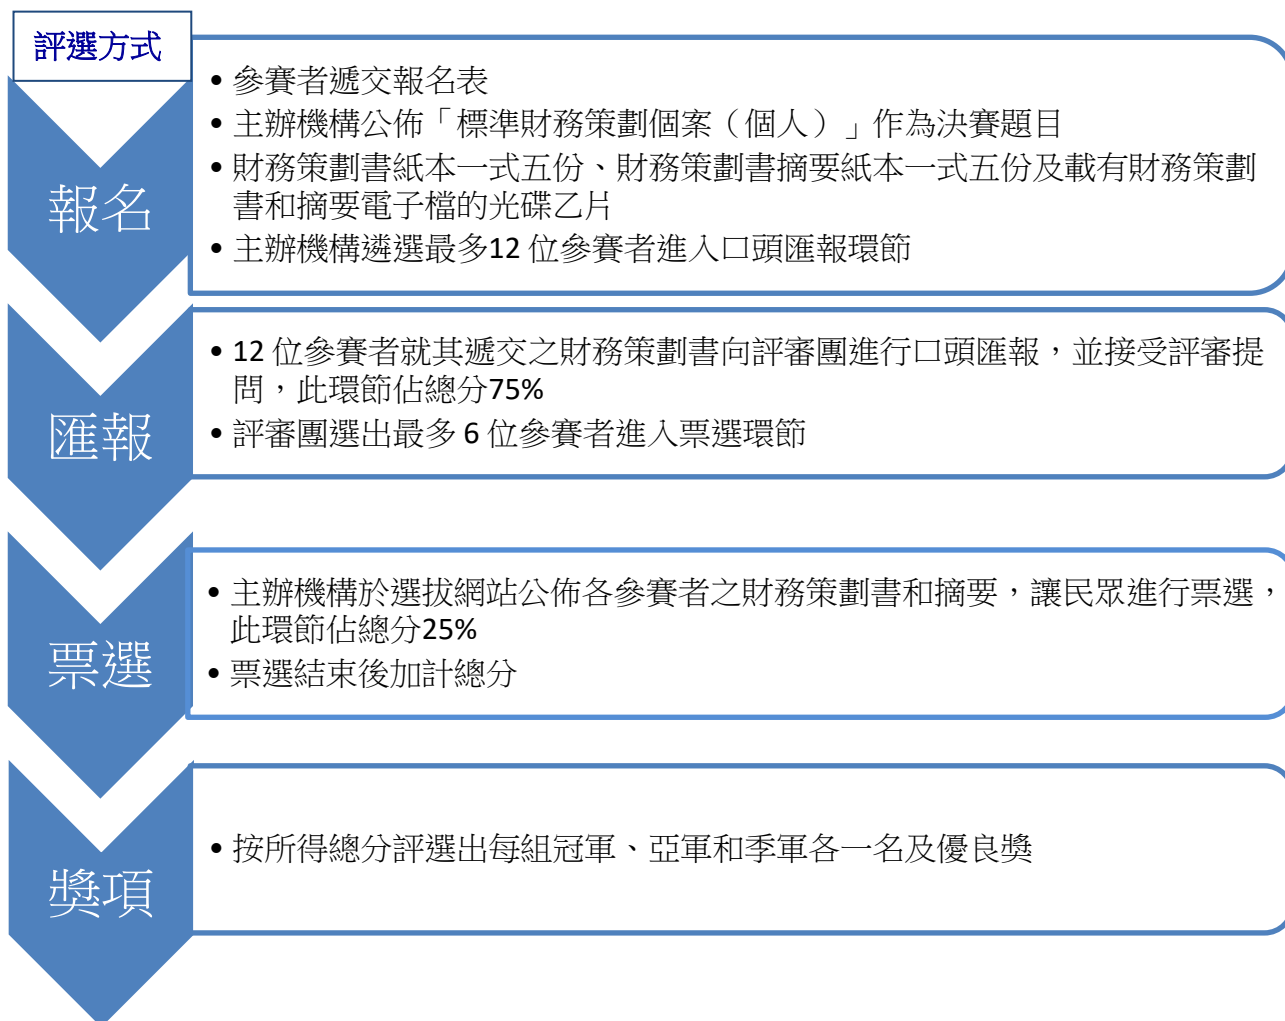 評選方式
報名
• 參賽者遞交報名表
• 主辦機構公佈「標準財務策劃個案（個人）」作為決賽題目
• 財務策劃書紙本一式五份、財務策劃書摘要紙本一式五份及載有財務策劃
書和摘要電子檔的光碟乙片
• 主辦機構遴選最多12 位參賽者進入口頭匯報環節
匯報
• 12 位參賽者就其遞交之財務策劃書向評審團進行口頭匯報，並接受評審提
問，此環節佔總分75%
• 評審團選出最多 6 位參賽者進入票選環節
票選
• 主辦機構於選拔網站公佈各參賽者之財務策劃書和摘要，讓民眾進行票選，
此環節佔總分25%
• 票選結束後加計總分
獎項
• 按所得總分評選出每組冠軍、亞軍和季軍各一名及優良獎